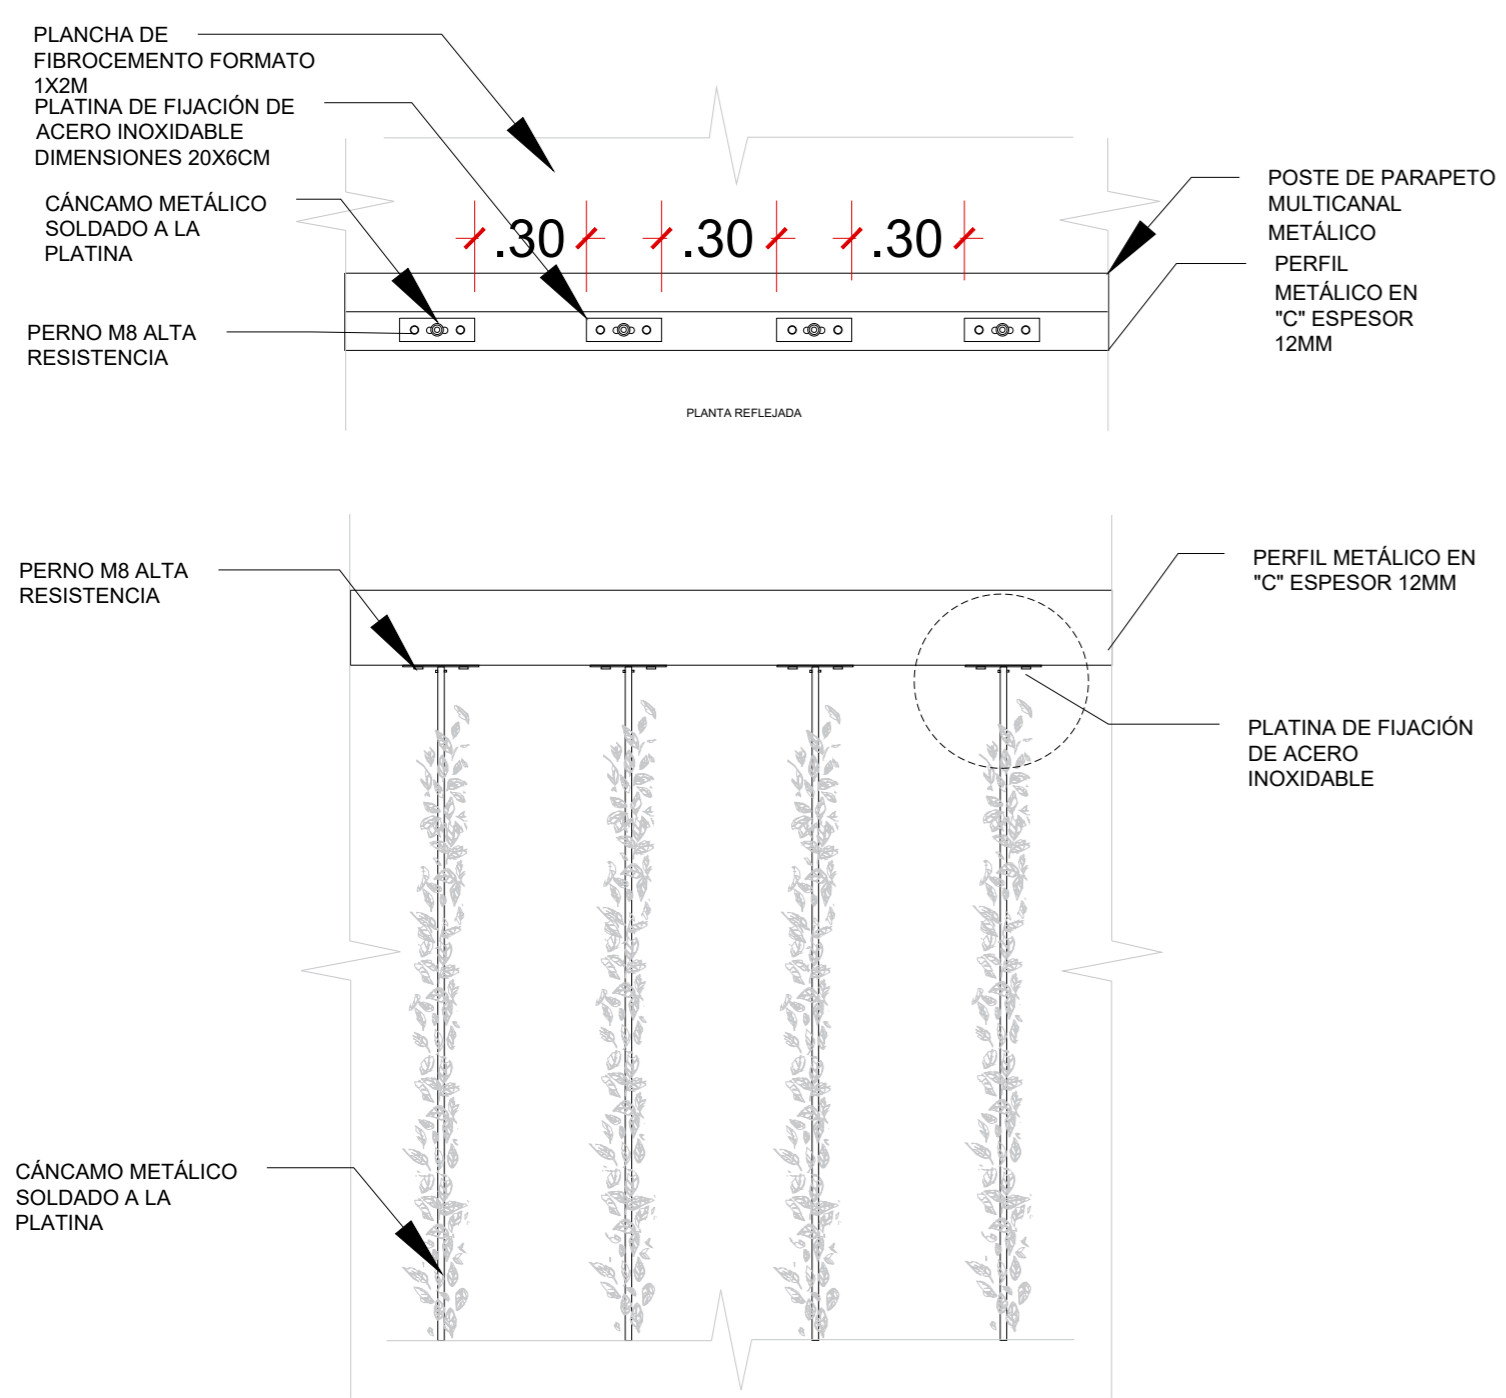 PLANCHA DE
FIBROCEMENTO FORMATO
1X2M
PLATINA DE FIJACIÓN DE
ACERO INOXIDABLE
DIMENSIONES 20X6CM
CÁNCAMO METÁLICO
SOLDADO A LA
PLATINA
PERNO M8 ALTA
RESISTENCIA
.30
.30
.30
POSTE DE PARAPETO
MULTICANAL
METÁLICO
PERFIL
METÁLICO EN
"C" ESPESOR
12MM
PLANTA REFLEJADA
PERNO M8 ALTA
RESISTENCIA
PERFIL METÁLICO EN
"C" ESPESOR 12MM
PLATINA DE FIJACIÓN
DE ACERO
INOXIDABLE
CÁNCAMO METÁLICO
SOLDADO A LA
PLATINA